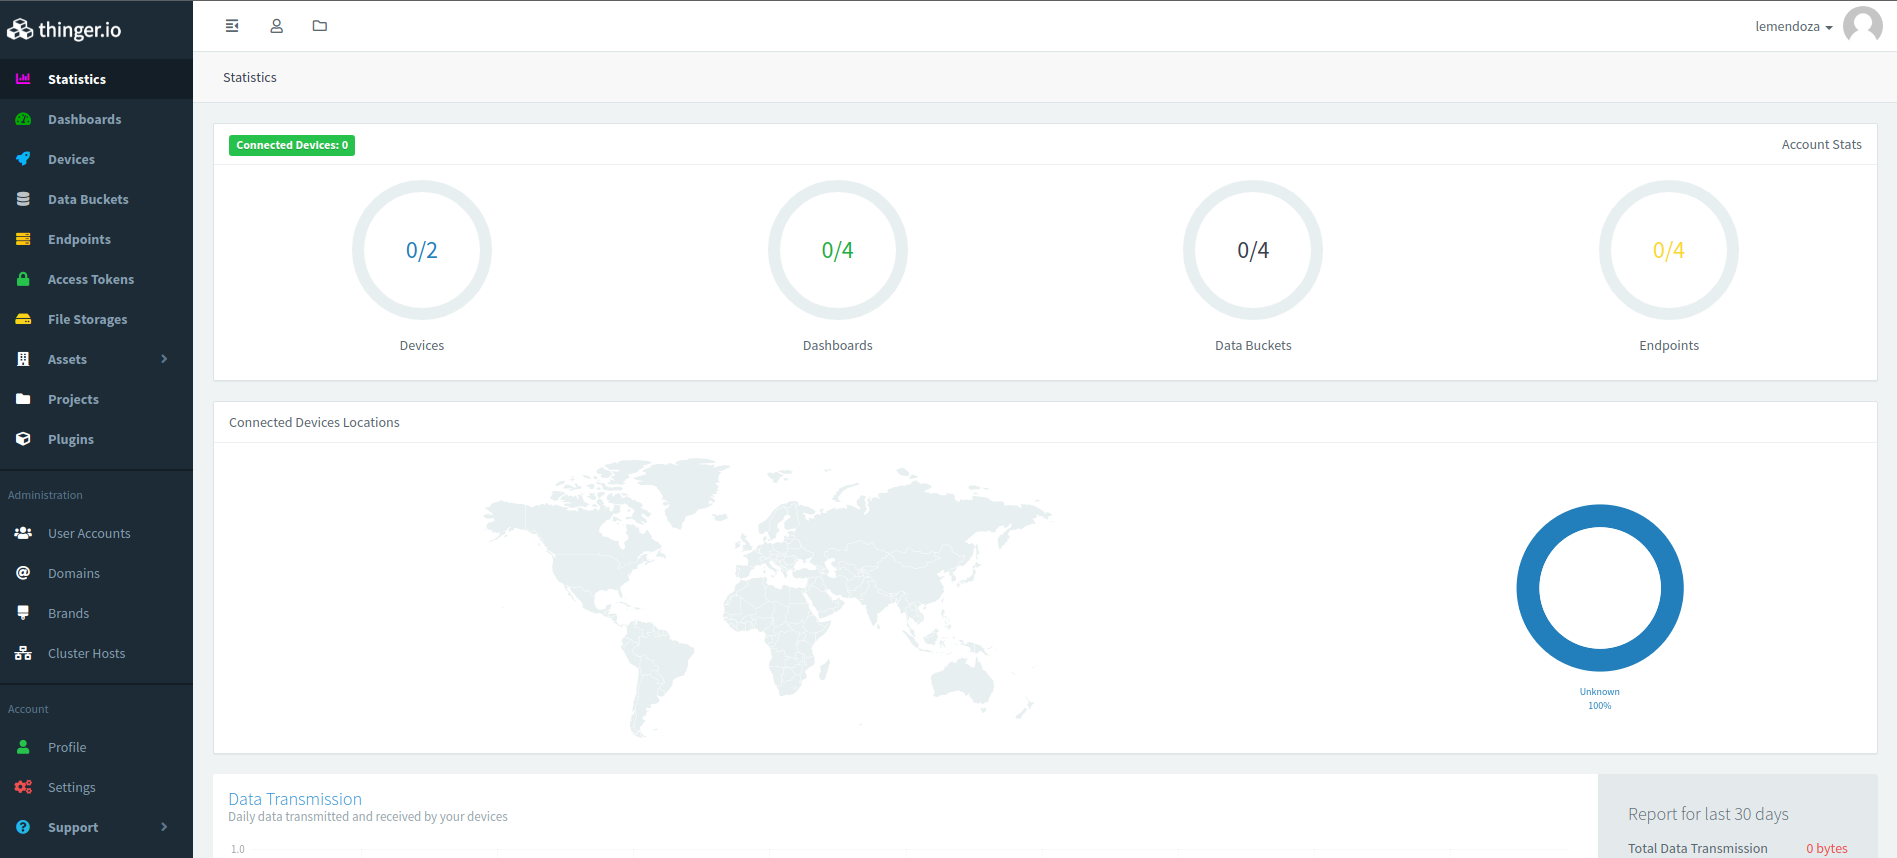 thinger.io
lemendoza
Statistics
Dashboards
Devices
Data Buckets
Endpoints
Access Tokens
File Storages
Assets
Projects
Plugins
Administration
User Accounts
Domains
Brands
Cluster Hosts
Account
Profile
Settings
Support
Statistics
Connected Devices: 0
Account Stats
0/2
0/4
0/4
0/4
Devices
Dashboards
Data Buckets
Endpoints
Connected Devices Locations
Unknown
100%
Data Transmission
Daily data transmitted and received by your devices
1.0
Report for last 30 days
Total Data Transmission 0 bytes